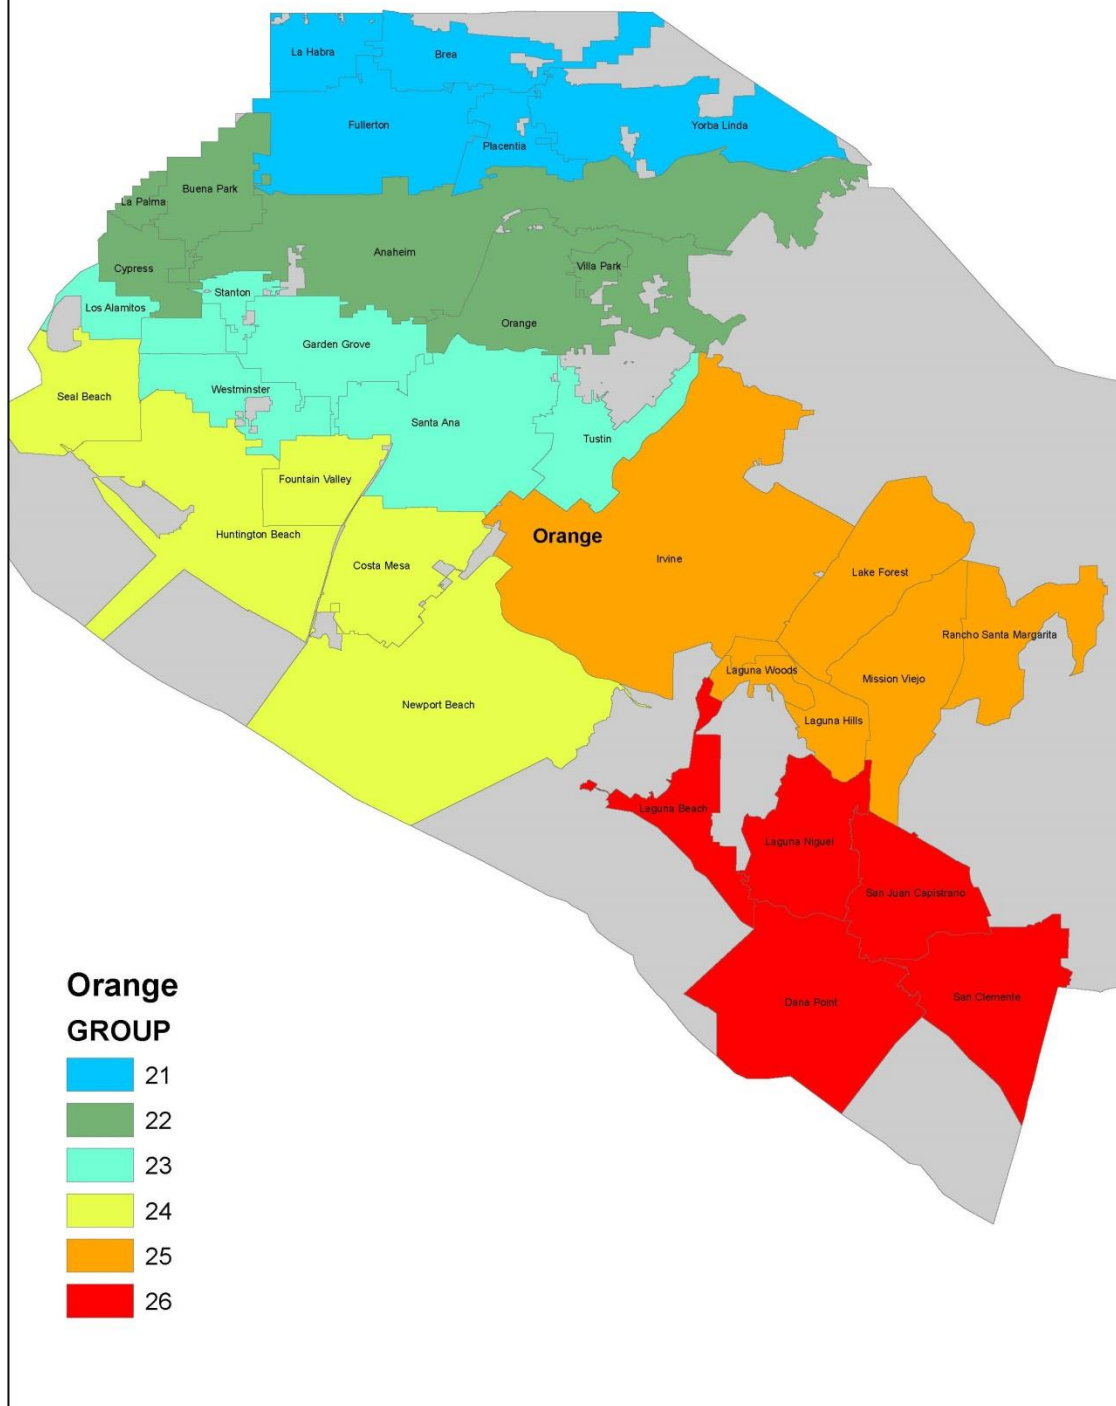 La Habra
Brea
Fullerton
Placentia
Yorba Linda
Buena Park
La Palma
Anaheim
Cypress
Villa Park
Stanton
Los Alamitos
Orange
Garden Grove
Westminster
Seal Beach
Santa Ana
Tustin
Fountain Valley
Huntington Beach
Orange
Costa Mesa
Irvine
Lake Forest
Rancho Santa Margarita
Laguna Woods
Mission Viejo
Newport Beach
Laguna Hills
Laguna Beach
Laguna Niguel
San Juan Capistrano
Dana Point
San Clemente
Orange
GROUP
21
22
23
24
25
26